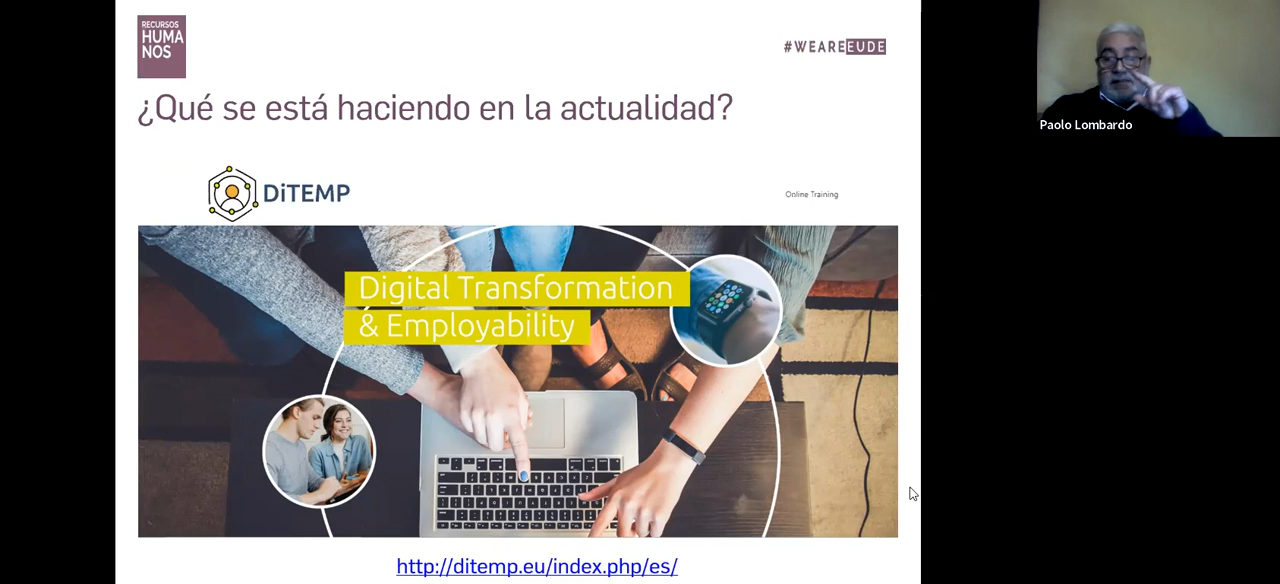 RECURSOS
HUMA
NOS
#WEAREEUDE
¿Qué se está haciendo en la actualidad?
DiTEMP
Online Training
Digital Transformation
& Employability
http://ditemp.eu/index.php/es/
Paolo Lombardo